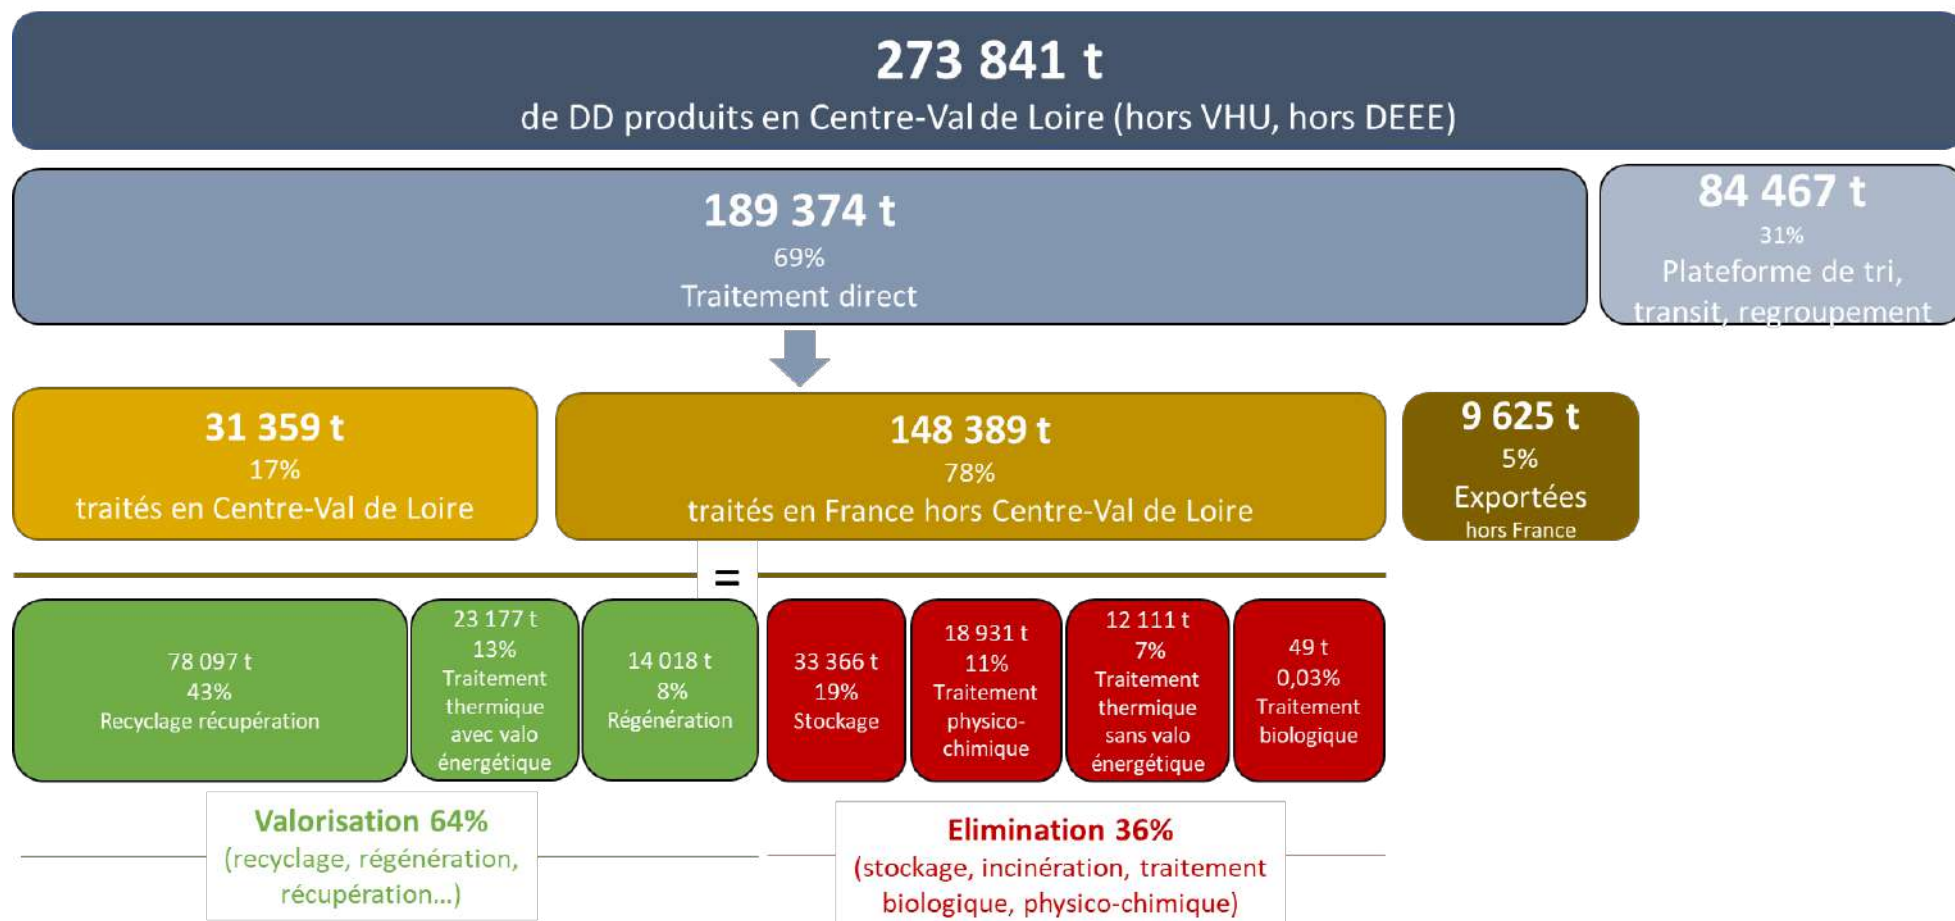 273 841 t
de DD produits en Centre-Val de Loire (hors VHU, hors DEEE)
189 374 t
69%
Traitement direct
84 467 t
31%
Plateforme de tri,
transit, regroupement
31 359 t
17%
traités en Centre-Val de Loire
148 389 t
78%
traités en France hors Centre-Val de Loire
9 625 t
5%
Exportées
hors France
=
78 097 t
43%
Recyclage récupération
23 177 t
13%
Traitement
thermique
avec valo
énergétique
14 018 t
8%
Régénération
33 366 t
19%
Stockage
18 931 t
11%
Traitement
physico-
chimique
12 111 t
7%
Traitement
thermique
sans valo
énergétique
49 t
0,03%
Traitement
biologique
Valorisation 64%
(recyclage, régénération,
récupération...)
Elimination 36%
(stockage, incinération, traitement
biologique, physico-chimique)